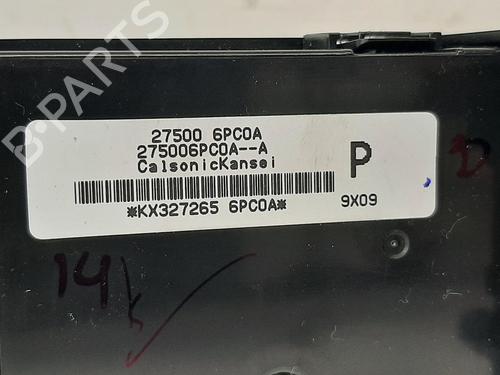 B-PARTS
27500 6PC0A
275006PC0A--A
CalsonicKansei
P
*KX327265 6PC0A*
9X09
14